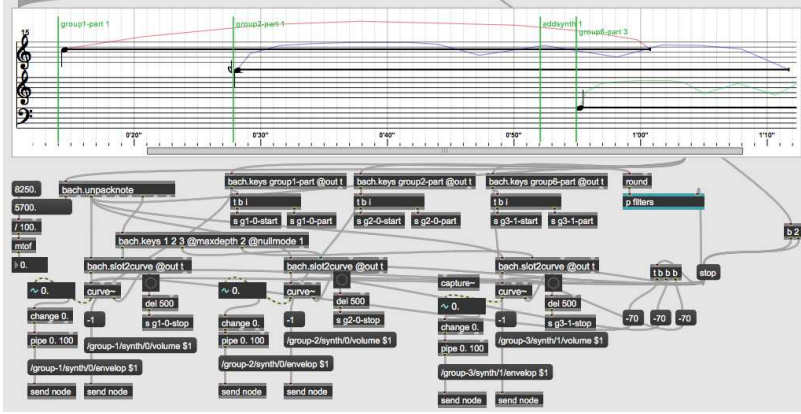 group1-part 1
group2-part 1
addsynth 1
group6-part 3
15
0'20"
0'30"
0'40"
0'50"
1'00"
1'10"
8250.
5700.
/ 100.
mtof
0.
bach.unpacknote
bach.keys group1-part @out t
bach.keys group2-part @out t
bach.keys group6-part @out t
round
p filters
t b i
t b i
t b i
s g1-0-start
s g1-0-part
s g2-0-start
s g2-0-part
s g3-1-start
s g3-1-part
b 2
bach.keys 1 2 3 @maxdepth 2 @nullmode 1
bach.slot2curve @out t
bach.slot2curve @out t
bach.slot2curve @out t
t b b b
stop
0.
curve~
0.
curve~
capture~
curve~
del 500
del 500
0.
del 500
change 0.
-1
s g1-0-stop
change 0.
-1
s g2-0-stop
change 0.
-1
s g3-1-stop
-70
-70
-70
pipe 0. 100
/group-1/synth/0/volume $1
pipe 0. 100
/group-2/synth/0/volume $1
pipe 0. 100
/group-3/synth/1/volume $1
/group-1/synth/0/envelop $1
/group-2/synth/0/envelop $1
/group-3/synth/1/envelop $1
send node
send node
send node
send node
send node
send node